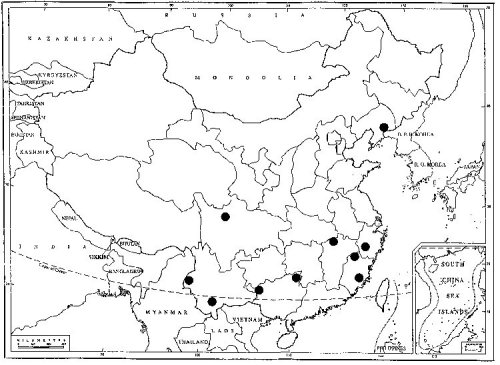 RUSSIA
KAZAKHSTAN
MONGOLIA
KYRGYZSTAN
TAJIKISTAN
PAKISTAN
KASHMIR
D. P. R. KOREA
R. O. KOREA
JAPAN
NEPAL
INDIA
SIKKIM
BHUTAN
BANGLADESH
MYANMAR
VIETNAM
LAOS
THAILAND
PHILIPPINES
SOUTH
CHINA
SEA
ISLANDS
KILOMETERS